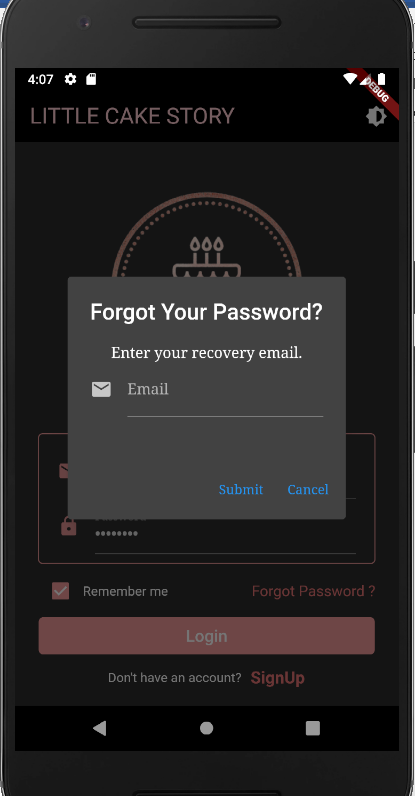 4:07
DEBUG
LITTLE CAKE STORY
Forgot Your Password?
Enter your recovery email.
Email
Submit
Cancel
Password
••••••••
Remember me
Forgot Password ?
Login
Don't have an account? SignUp